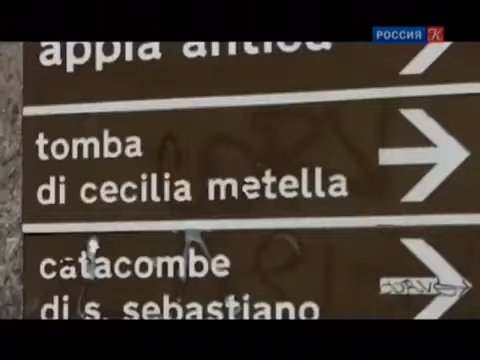 РОССИЯ К
appia antica
tomba
di cecilia metella
catacombe
di s. sebastiano